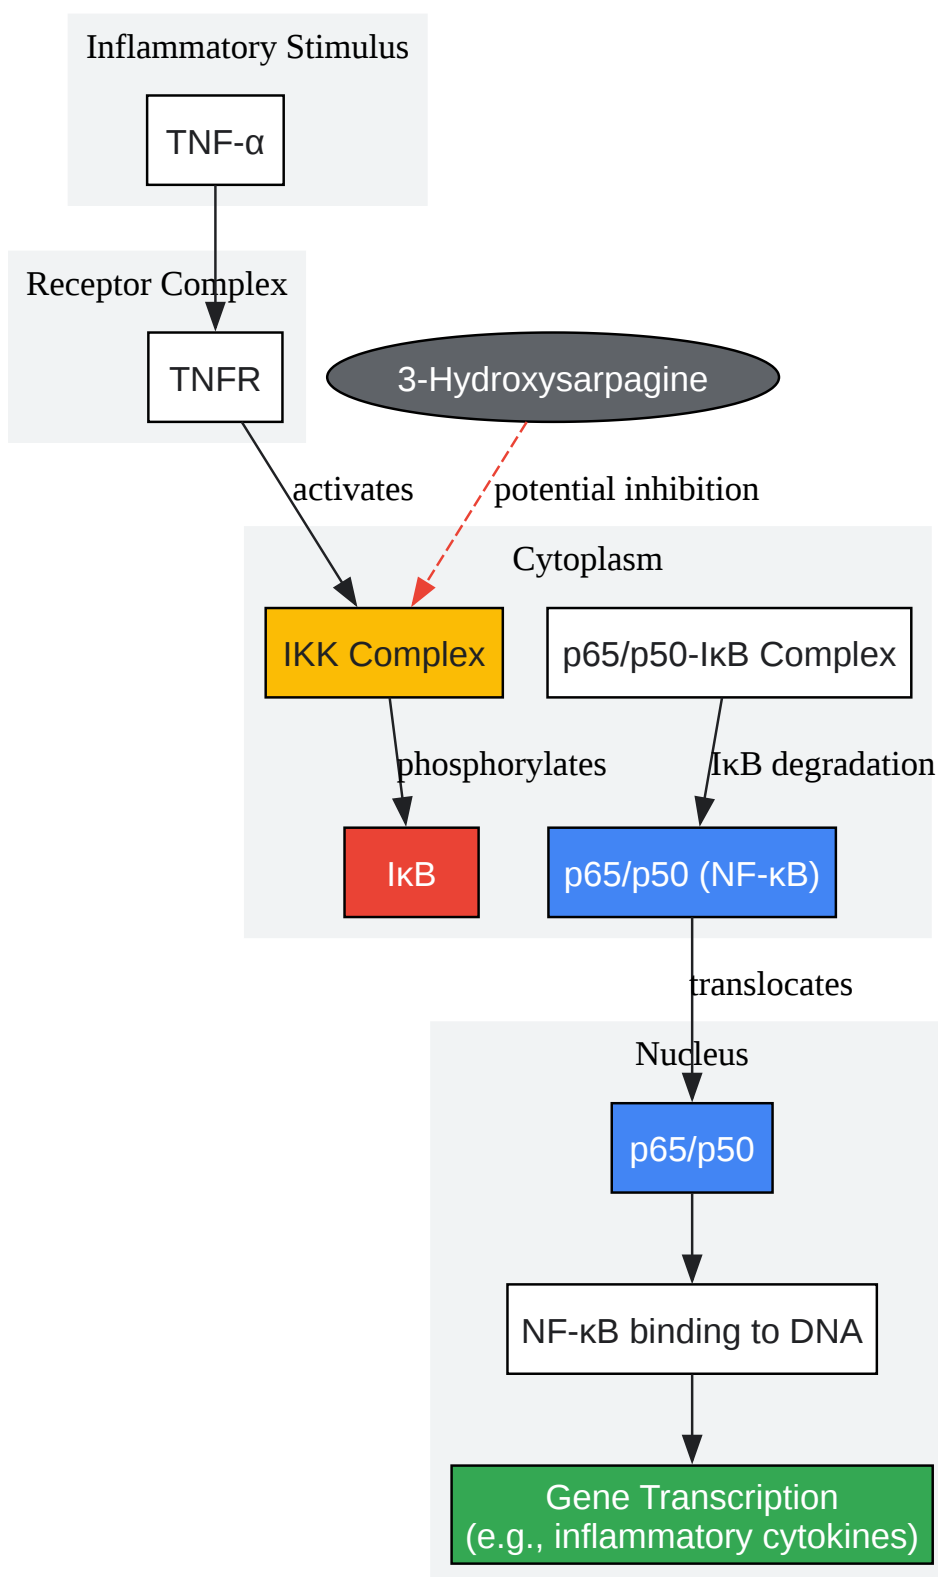 Inflammatory Stimulus
TNF-α
Receptor Complex
TNFR
3-Hydroxysarpagine
activates
potential inhibition
Cytoplasm
IKK Complex
p65/p50-IκB Complex
phosphorylates
IκB degradation
IκB
p65/p50 (NF-κB)
translocates
Nucleus
p65/p50
NF-κB binding to DNA
Gene Transcription
(e.g., inflammatory cytokines)